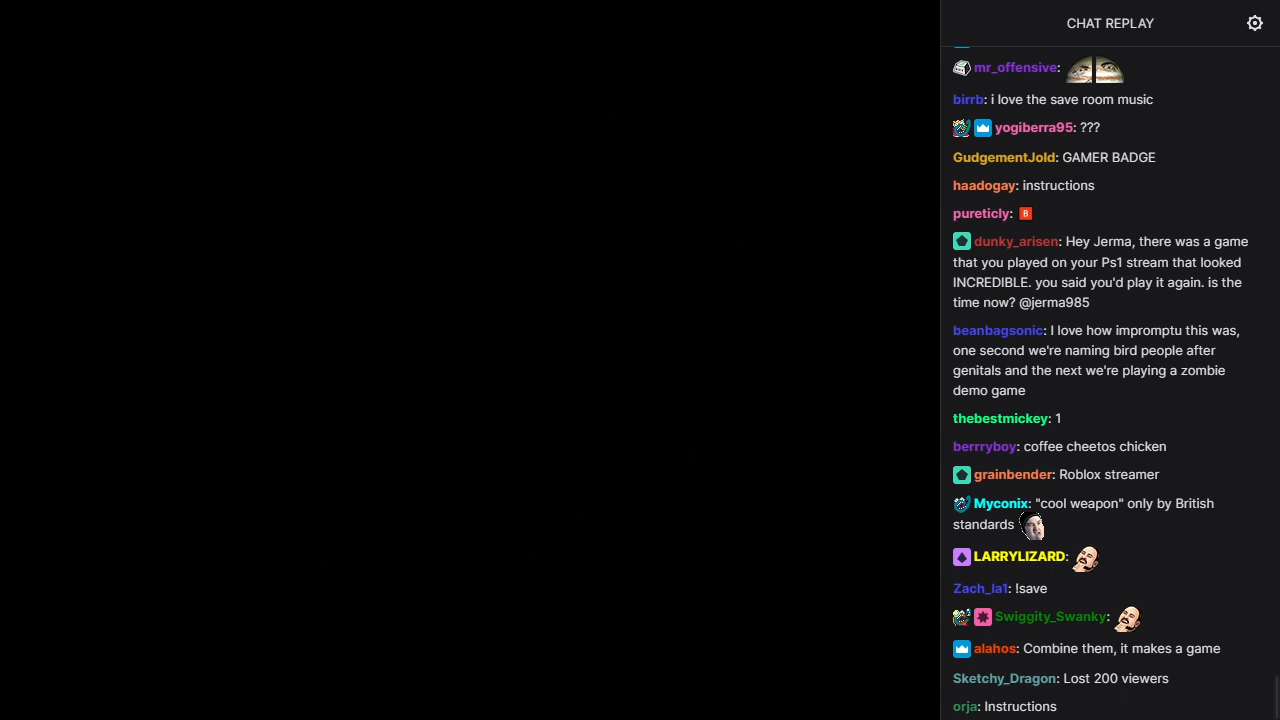 CHAT REPLAY
mr_offensive:
birrb: i love the save room music
yogiberra95: ???
GudgementJold: GAMER BADGE
haadogay: instructions
pureticly: B
dunky_arisen: Hey Jerma, there was a game
that you played on your Ps1 stream that looked
INCREDIBLE. you said you'd play it again. is the
time now? @jerma985
beanbagsonic: I love how impromptu this was,
one second we're naming bird people after
genitals and the next we're playing a zombie
demo game
thebestmickey: 1
berrryboy: coffee cheetos chicken
grainbender: Roblox streamer
Myconix: "cool weapon" only by British
standards
LARRYLIZARD:
Zach_la1: !save
Swiggity_Swanky:
alahos: Combine them, it makes a game
Sketchy_Dragon: Lost 200 viewers
orja: Instructions